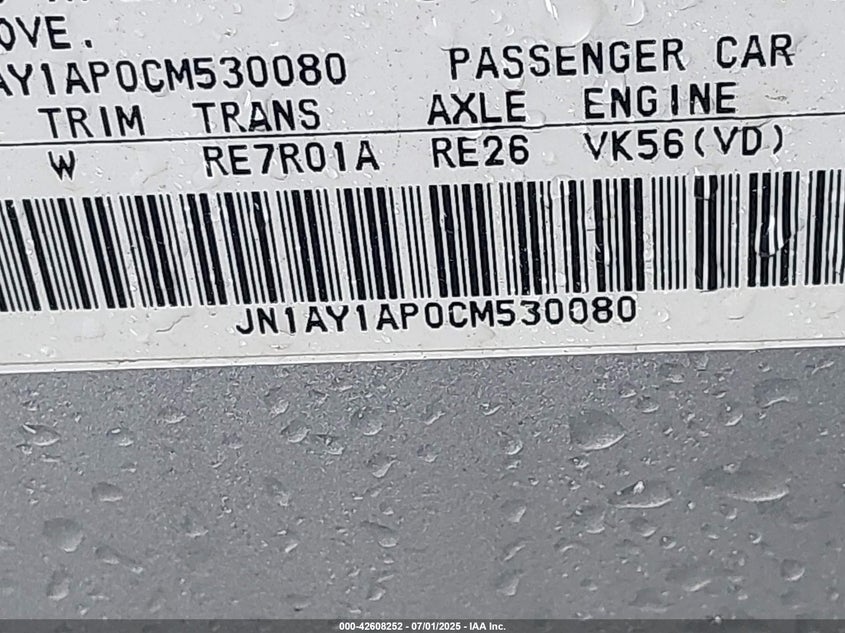 OVE.
AY1AP0CM530080 PASSENGER CAR
TRIM TRANS AXLE ENGINE
W RE7R01A RE26 VK56(VD)
JN1AY1AP0CM530080
000-42608252 - 07/01/2025 - IAA Inc.